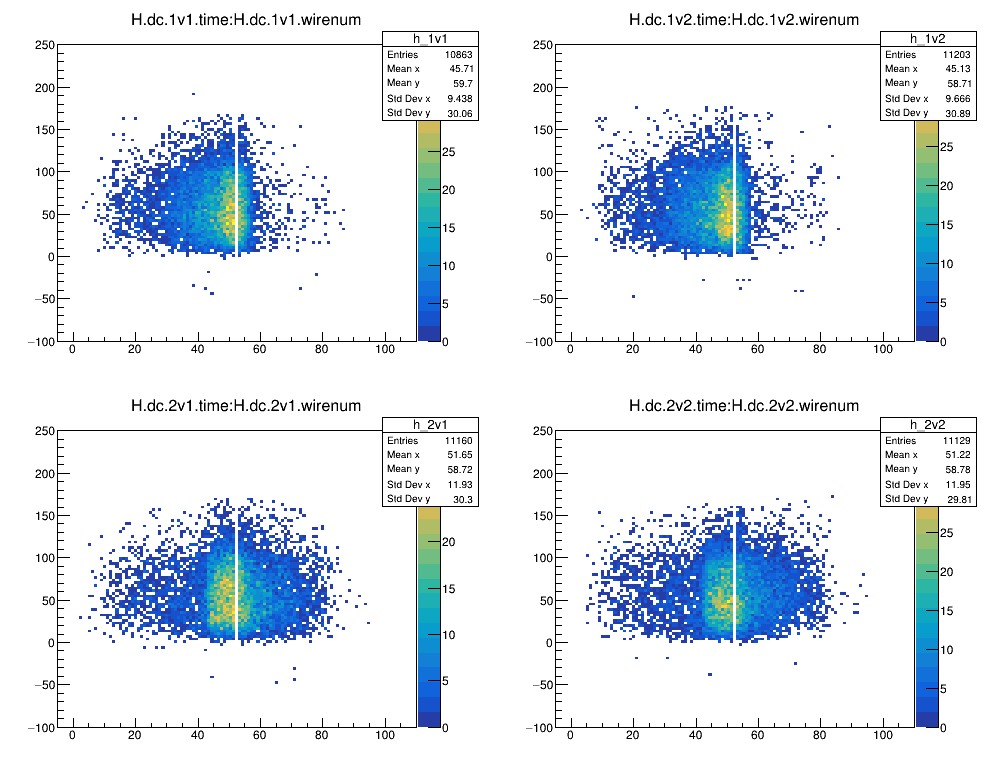 H.dc.1v1.time:H.dc.1v1.wirenum
h_1v1
Entries 10863
Mean x 45.71
Mean y 59.7
Std Dev x 9.438
Std Dev y 30.06
250
200
150
100
50
0
−50
−100
0 20 40 60 80 100
25
20
15
10
5
0
H.dc.1v2.time:H.dc.1v2.wirenum
h_1v2
Entries 11203
Mean x 45.13
Mean y 58.71
Std Dev x 9.666
Std Dev y 30.89
250
200
150
100
50
0
−50
−100
0 20 40 60 80 100
25
20
15
10
5
0
H.dc.2v1.time:H.dc.2v1.wirenum
h_2v1
Entries 11160
Mean x 51.65
Mean y 58.72
Std Dev x 11.93
Std Dev y 30.3
250
200
150
100
50
0
−50
−100
0 20 40 60 80 100
20
15
10
5
0
H.dc.2v2.time:H.dc.2v2.wirenum
h_2v2
Entries 11129
Mean x 51.22
Mean y 58.78
Std Dev x 11.95
Std Dev y 29.81
250
200
150
100
50
0
−50
−100
0 20 40 60 80 100
25
20
15
10
5
0